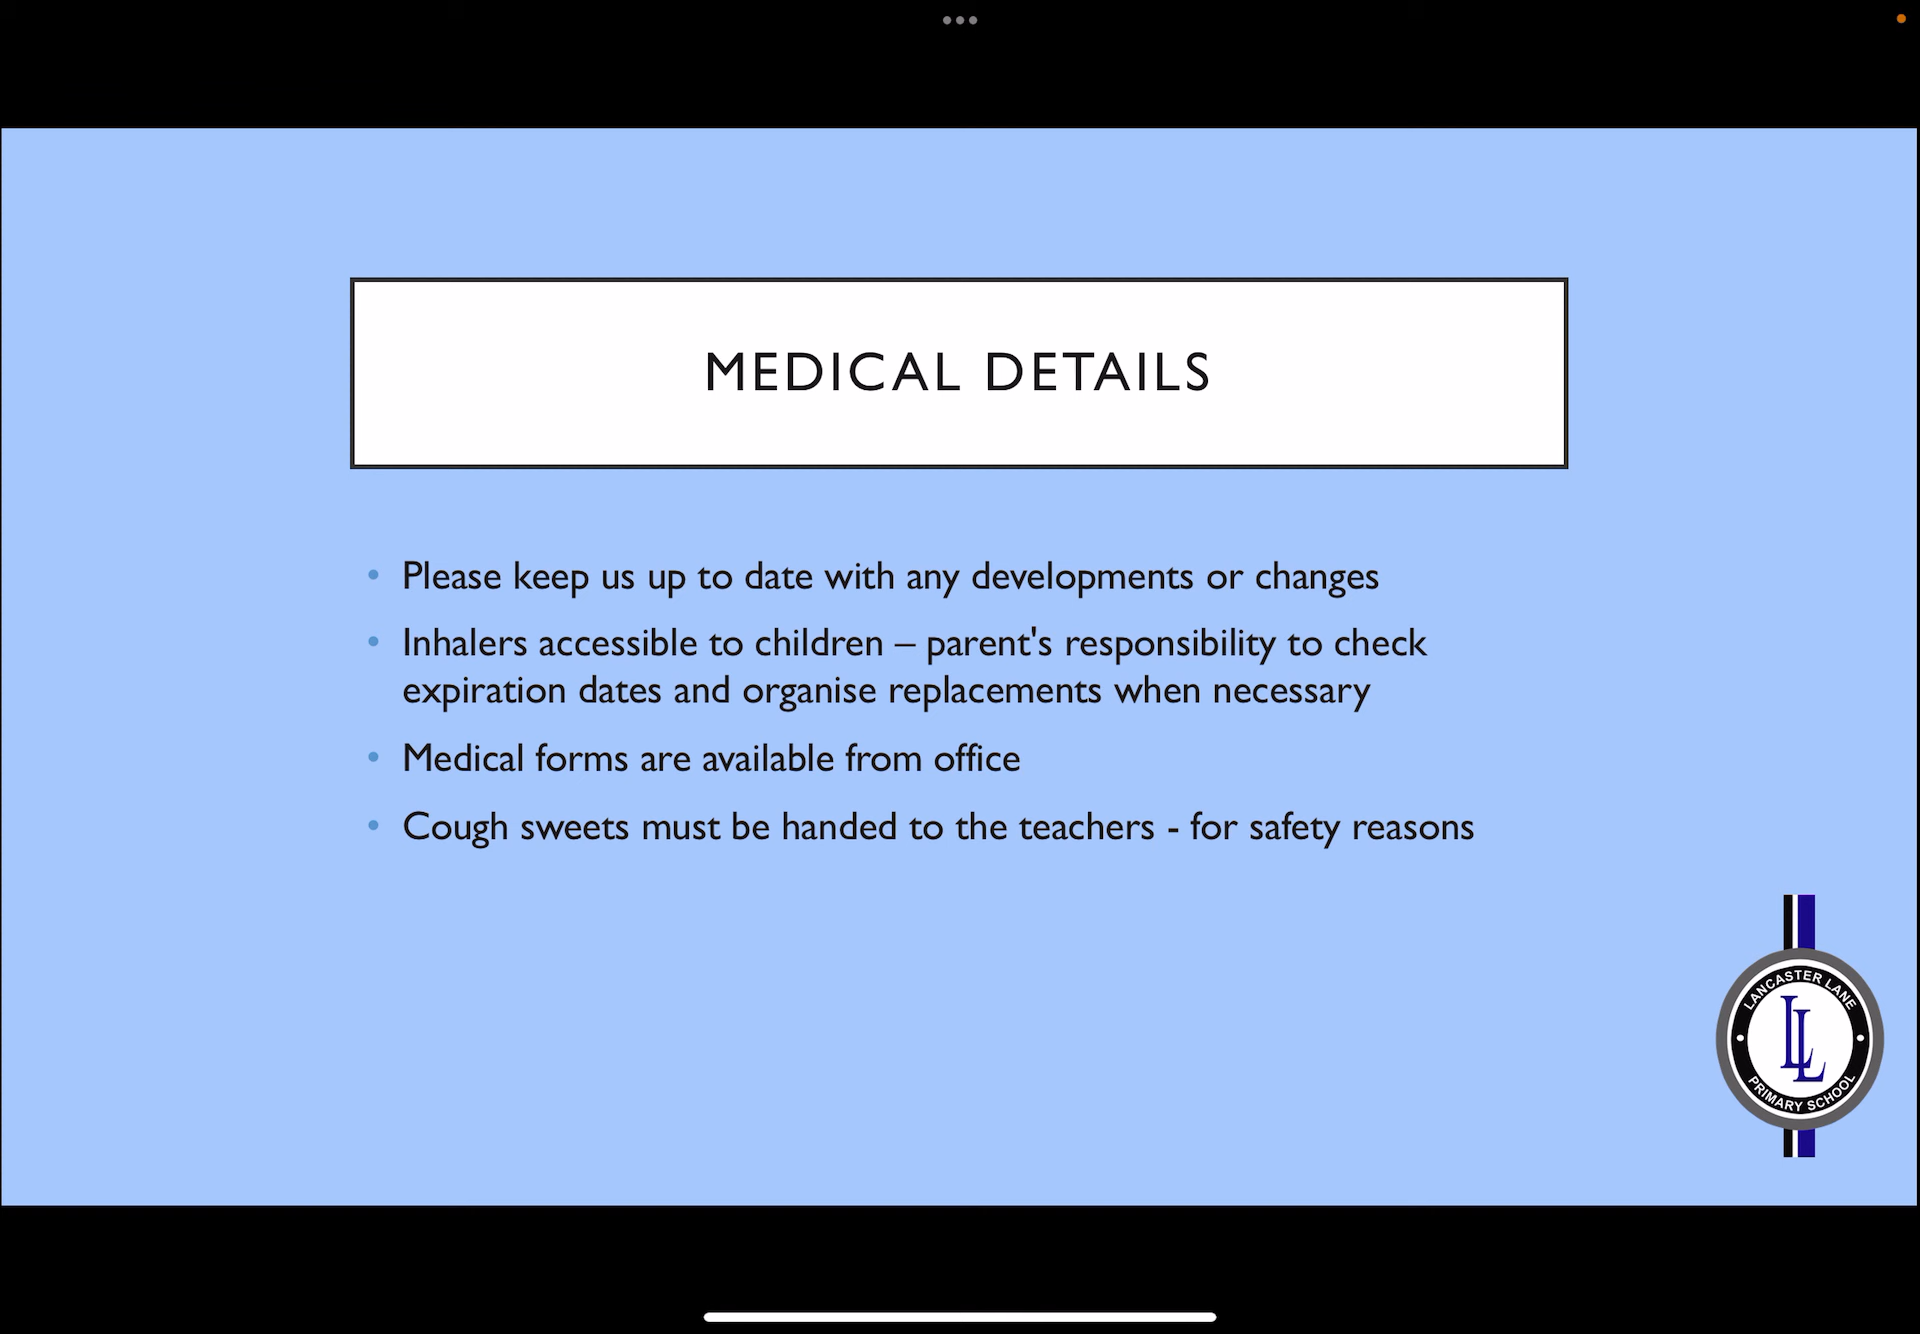 MEDICAL DETAILS
• Please keep us up to date with any developments or changes
• Inhalers accessible to children – parent's responsibility to check
expiration dates and organise replacements when necessary
• Medical forms are available from office
• Cough sweets must be handed to the teachers - for safety reasons
LANCASTER LANE
LL
PRIMARY SCHOOL